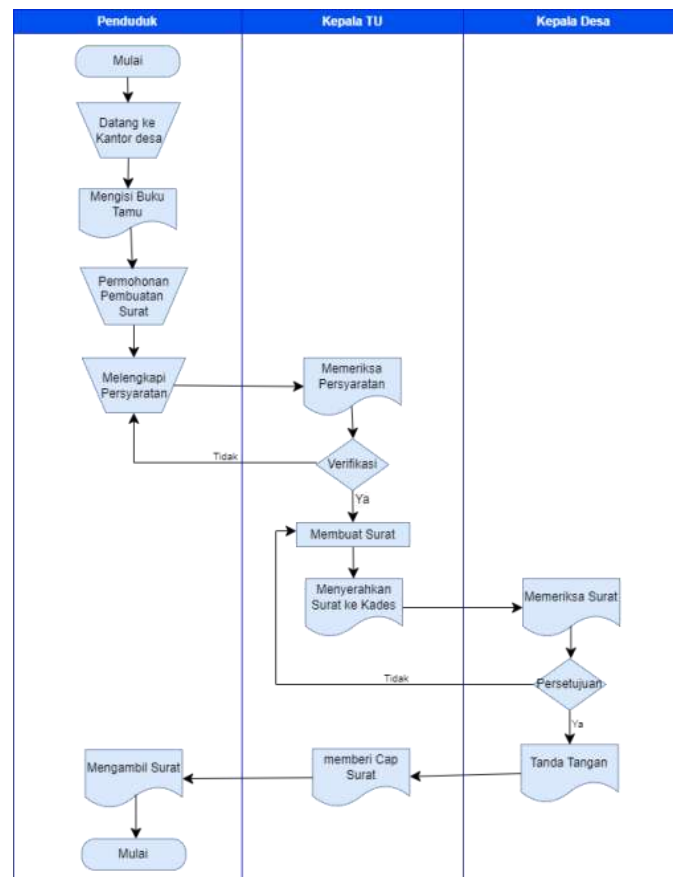 Penduduk
Kepala TU
Kepala Desa
Mulai
Datang ke
Kantor desa
Mengisi Buku
Tamu
Permohonan
Pembuatan
Surat
Melengkapi
Persyaratan
Memeriksa
Persyaratan
Tidak
Verifikasi
Ya
Membuat Surat
Menyerahkan
Surat ke Kades
Memeriksa Surat
Tidak
Persetujuan
Ya
Tanda Tangan
memberi Cap
Surat
Mengambil Surat
Mulai